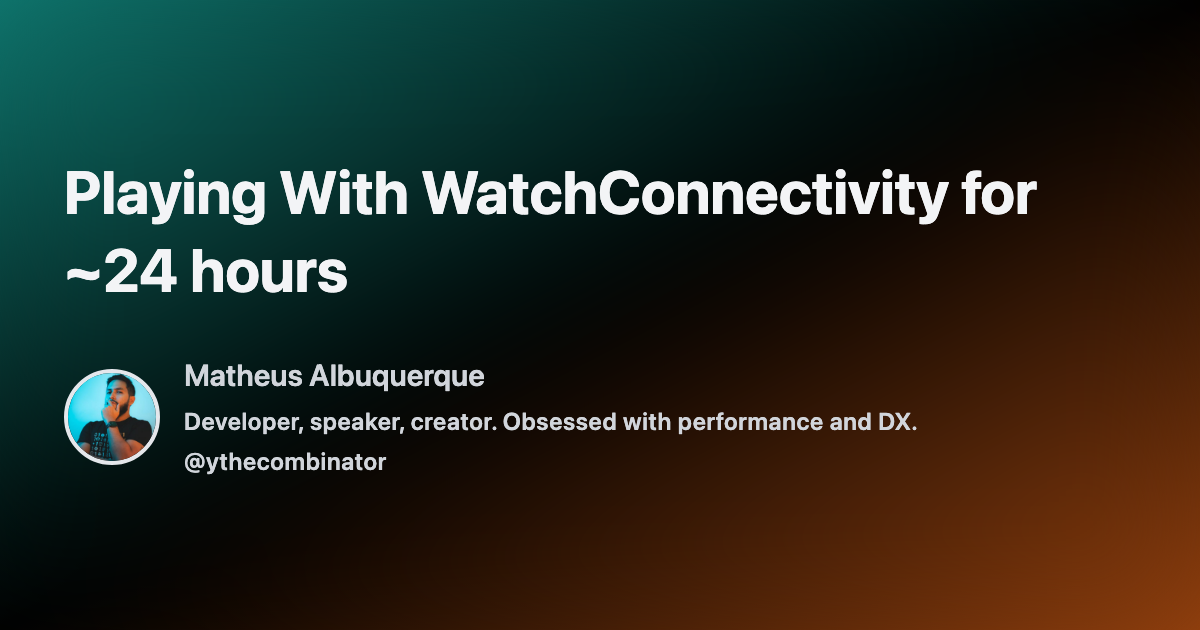 Playing With WatchConnectivity for
~24 hours
Matheus Albuquerque
Developer, speaker, creator. Obsessed with performance and DX.
@ythecombinator